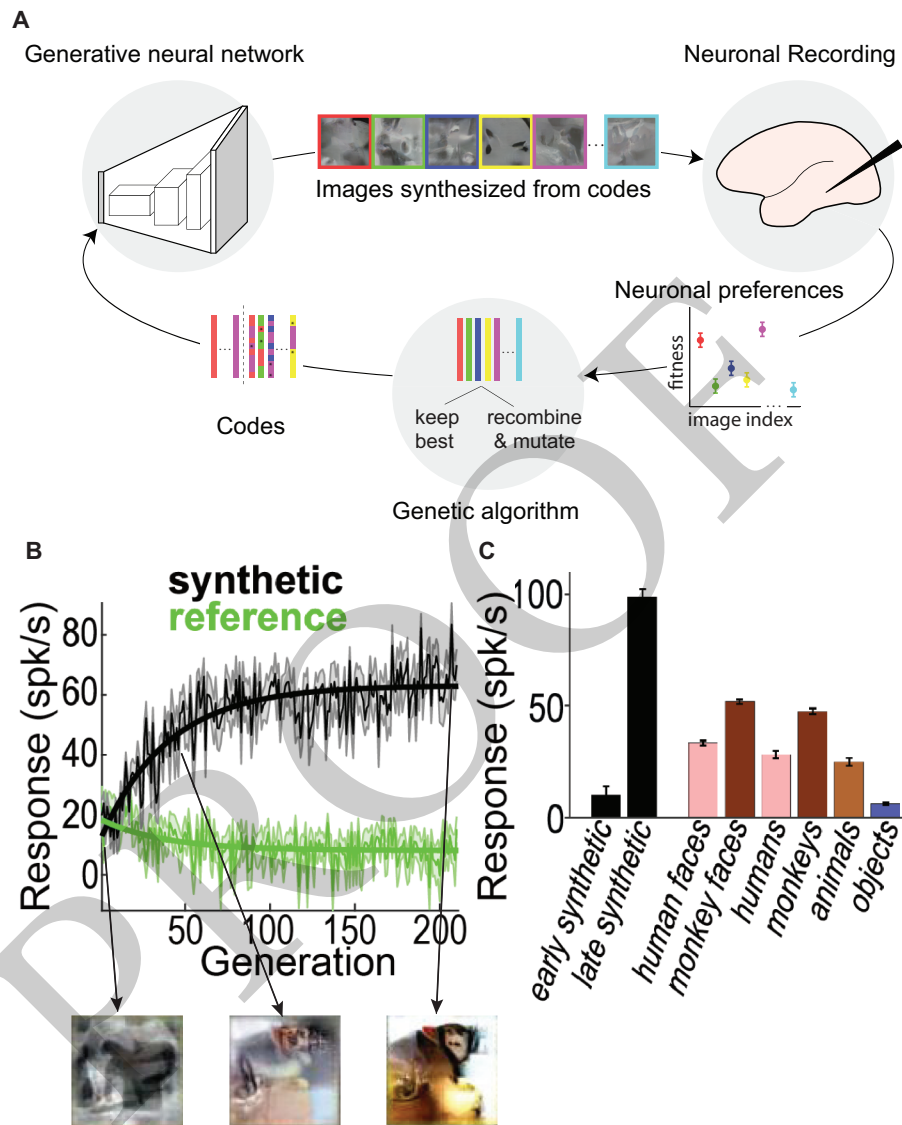 A
Generative neural network
Neuronal Recording
Images synthesized from codes
...
Neuronal preferences
fitness
...
image index
...
Codes
...
keep best
recombine & mutate
Genetic algorithm
PROOF
B
synthetic
reference
Response (spk/s)
80
60
40
20
0
50
100
150
200
Generation
C
Response (spk/s)
100
50
0
early synthetic
late synthetic
human faces
monkey faces
humans
monkeys
animals
objects